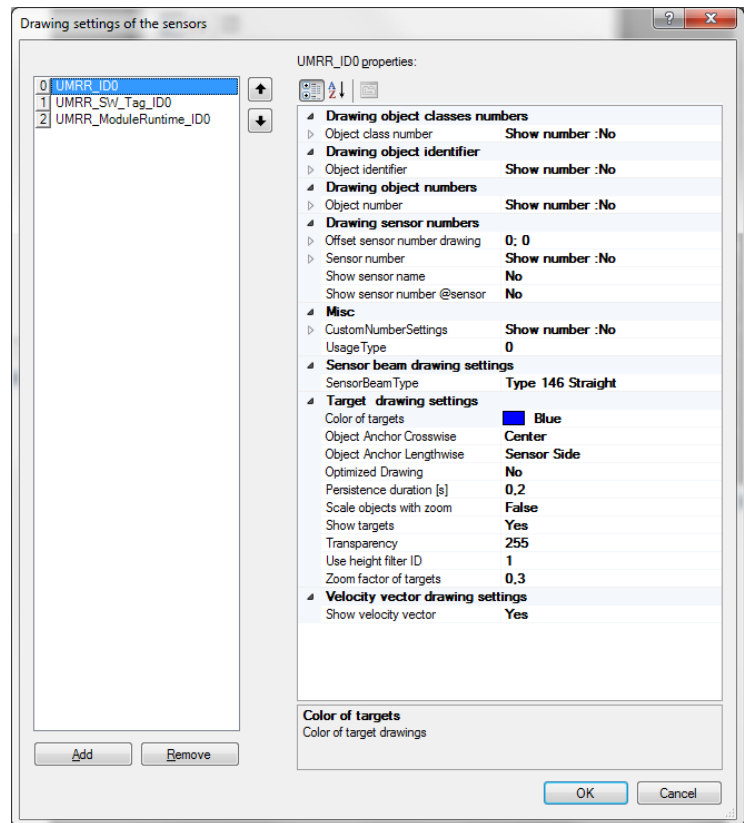 Drawing settings of the sensors
UMRR_ID0 properties:
0 UMRR_ID0
1 UMRR_SW_Tag_ID0
2 UMRR_ModuleRuntime_ID0
Drawing object classes numbers
Object class number Show number :No
Drawing object identifier
Object identifier Show number :No
Drawing object numbers
Object number Show number :No
Drawing sensor numbers
Offset sensor number drawing 0; 0
Sensor number Show number :No
Show sensor name No
Show sensor number @sensor No
Misc
CustomNumberSettings Show number :No
UsageType 0
Sensor beam drawing settings
SensorBeamType Type 146 Straight
Target drawing settings
Color of targets Blue
Object Anchor Crosswise Center
Object Anchor Lengthwise Sensor Side
Optimized Drawing No
Persistence duration [s] 0,2
Scale objects with zoom False
Show targets Yes
Transparency 255
Use height filter ID 1
Zoom factor of targets 0,3
Velocity vector drawing settings
Show velocity vector Yes
Color of targets
Color of target drawings
Add Remove
OK Cancel